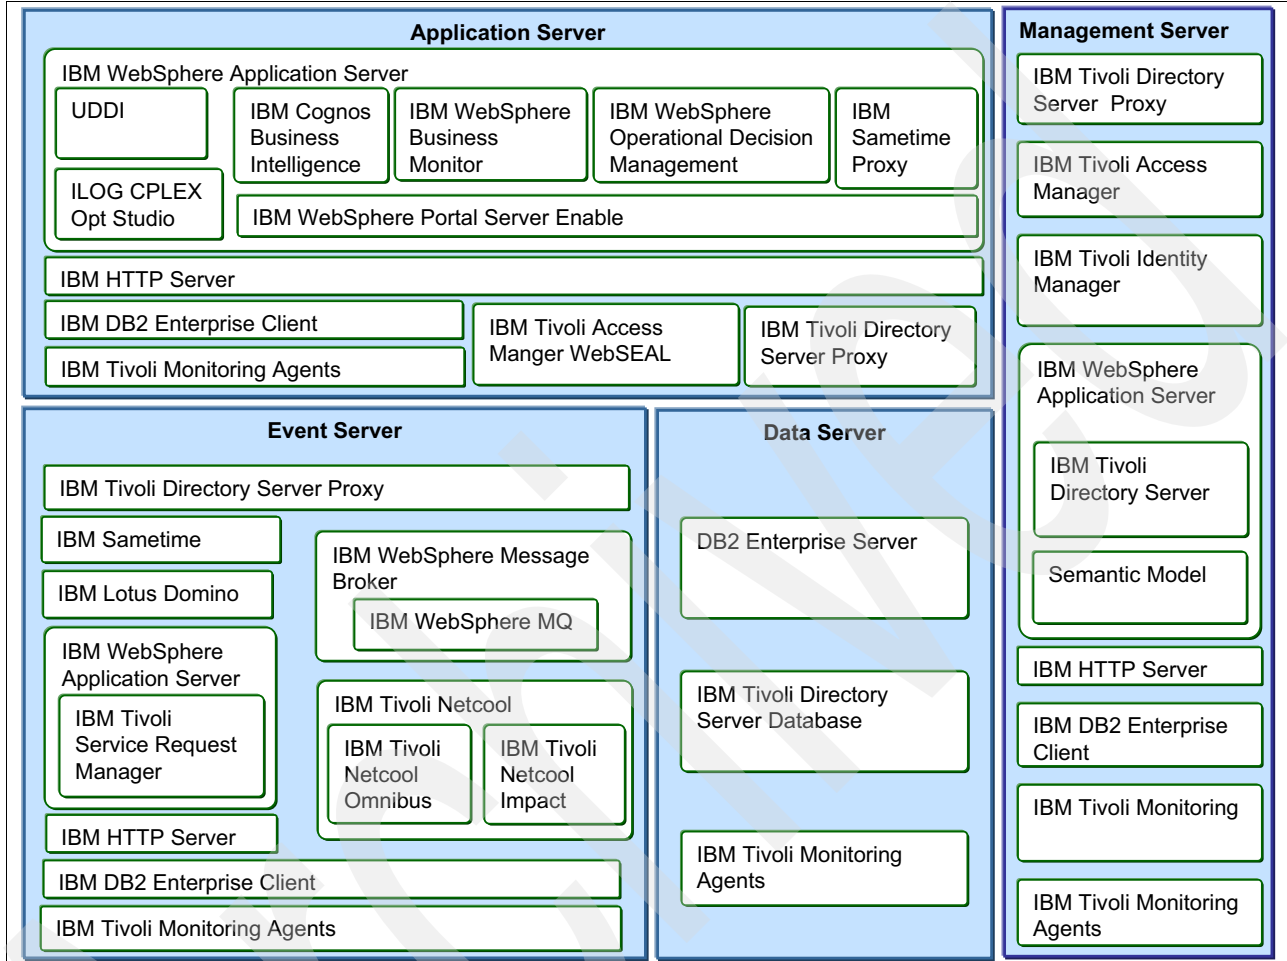 Application Server
IBM WebSphere Application Server
UDDI
IBM Cognos
Business
Intelligence
IBM WebSphere
Business
Monitor
IBM WebSphere
Operational Decision
Management
IBM
Sametime
Proxy
ILOG CPLEX
Opt Studio
IBM WebSphere Portal Server Enable
IBM HTTP Server
IBM DB2 Enterprise Client
IBM Tivoli Monitoring Agents
IBM Tivoli Access
Manger WebSEAL
IBM Tivoli Directory
Server Proxy
Management Server
IBM Tivoli Directory
Server Proxy
IBM Tivoli Access
Manager
IBM Tivoli Identity
Manager
IBM WebSphere
Application Server
IBM Tivoli
Directory Server
Semantic Model
IBM HTTP Server
IBM DB2 Enterprise
Client
IBM Tivoli Monitoring
IBM Tivoli Monitoring
Agents
Event Server
IBM Tivoli Directory Server Proxy
IBM Sametime
IBM Lotus Domino
IBM WebSphere
Application Server
IBM Tivoli
Service Request
Manager
IBM HTTP Server
IBM WebSphere Message
Broker
IBM WebSphere MQ
IBM Tivoli Netcool
IBM Tivoli
Netcool
Omnibus
IBM Tivoli
Netcool
Impact
IBM DB2 Enterprise Client
IBM Tivoli Monitoring Agents
Data Server
DB2 Enterprise Server
IBM Tivoli Directory
Server Database
IBM Tivoli Monitoring
Agents